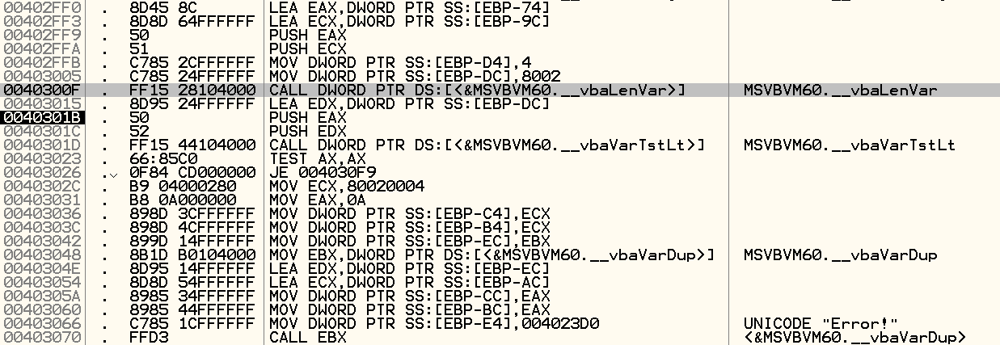 00402FF0 . 8D45 8C LEA EAX,DWORD PTR SS:[EBP-74]
00402FF3 . 8D8D 64FFFFFF LEA ECX,DWORD PTR SS:[EBP-9C]
00402FF9 . 50 PUSH EAX
00402FFA . 51 PUSH ECX
00402FFB . C785 2CFFFFFF MOV DWORD PTR SS:[EBP-D4],4
00403005 . C785 24FFFFFF MOV DWORD PTR SS:[EBP-DC],8002
0040300F . FF15 28104000 CALL DWORD PTR DS:[<&MSVBVM60.__vbaLenVar>] MSVBVM60.__vbaLenVar
00403015 . 8D95 24FFFFFF LEA EDX,DWORD PTR SS:[EBP-DC]
0040301B . 50 PUSH EAX
0040301C . 52 PUSH EDX
0040301D . FF15 44104000 CALL DWORD PTR DS:[<&MSVBVM60.__vbaVarTstLt>] MSVBVM60.__vbaVarTstLt
00403023 . 66:85C0 TEST AX,AX
00403026 .v 0F84 CD000000 JE 004030F9
0040302C . B9 04000280 MOV ECX,80020004
00403031 . B8 0A000000 MOV EAX,0A
00403036 . 898D 3CFFFFFF MOV DWORD PTR SS:[EBP-C4],ECX
0040303C . 898D 4CFFFFFF MOV DWORD PTR SS:[EBP-B4],ECX
00403042 . 899D 14FFFFFF MOV DWORD PTR SS:[EBP-EC],EBX
00403048 . 8B1D B0104000 MOV EBX,DWORD PTR DS:[<&MSVBVM60.__vbaVarDup>] MSVBVM60.__vbaVarDup
0040304E . 8D95 14FFFFFF LEA EDX,DWORD PTR SS:[EBP-EC]
00403054 . 8D8D 54FFFFFF LEA ECX,DWORD PTR SS:[EBP-AC]
0040305A . 8985 34FFFFFF MOV DWORD PTR SS:[EBP-CC],EAX
00403060 . 8985 44FFFFFF MOV DWORD PTR SS:[EBP-BC],EAX
00403066 . C785 1CFFFFFF MOV DWORD PTR SS:[EBP-E4],004023D0 UNICODE "Error!"
00403070 . FFD3 CALL EBX <&MSVBVM60.__vbaVarDup>